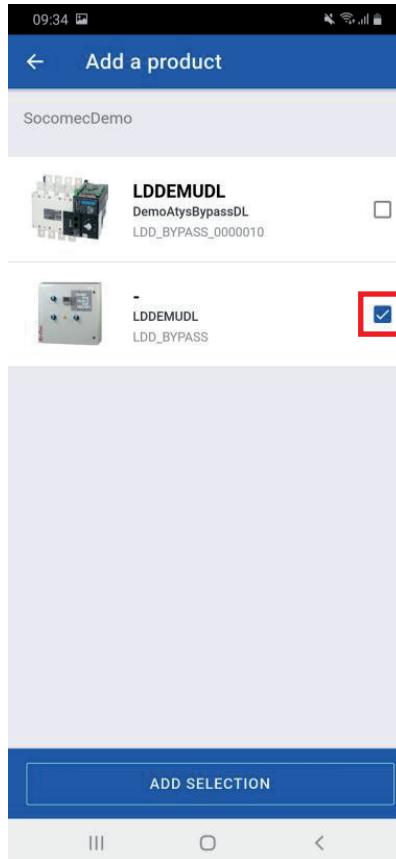 09:34
Add a product
SocomecDemo
LDDEMUDL
DemoAtysBypassDL
LDD_BYPASS_0000010
-
LDDEMUDL
LDD_BYPASS
ADD SELECTION